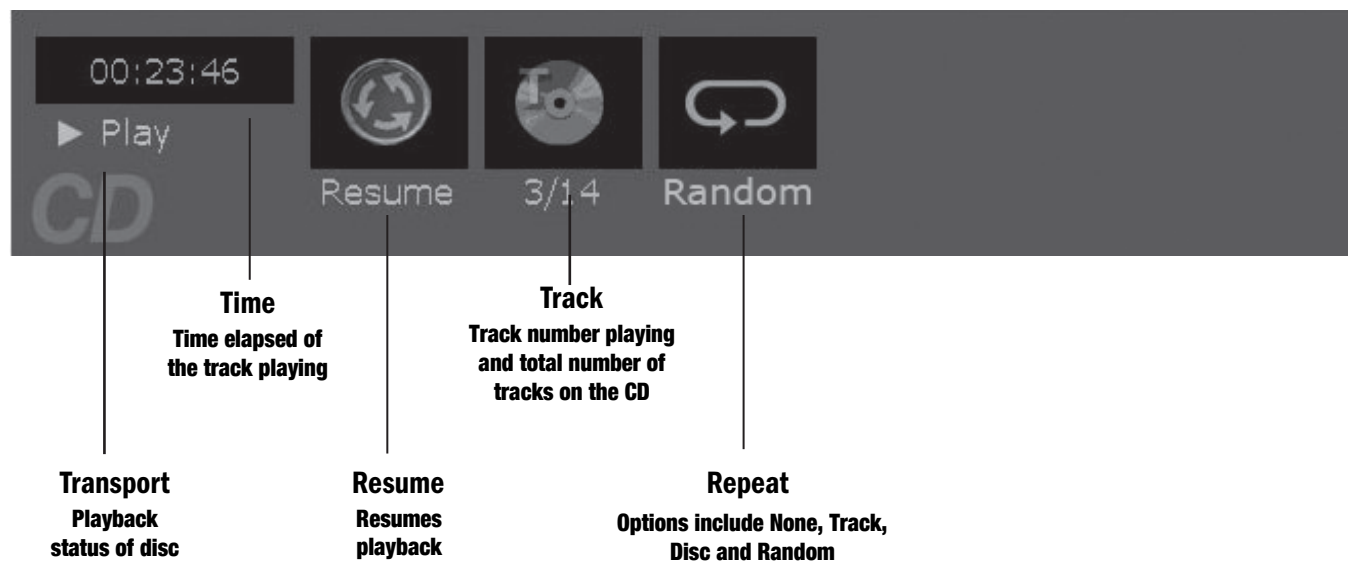 00:23:46
▶ Play
CD
Resume
T
3/14
Random
Time
Time elapsed of
the track playing
Track
Track number playing
and total number of
tracks on the CD
Transport
Playback
status of disc
Resume
Resumes
playback
Repeat
Options include None, Track,
Disc and Random